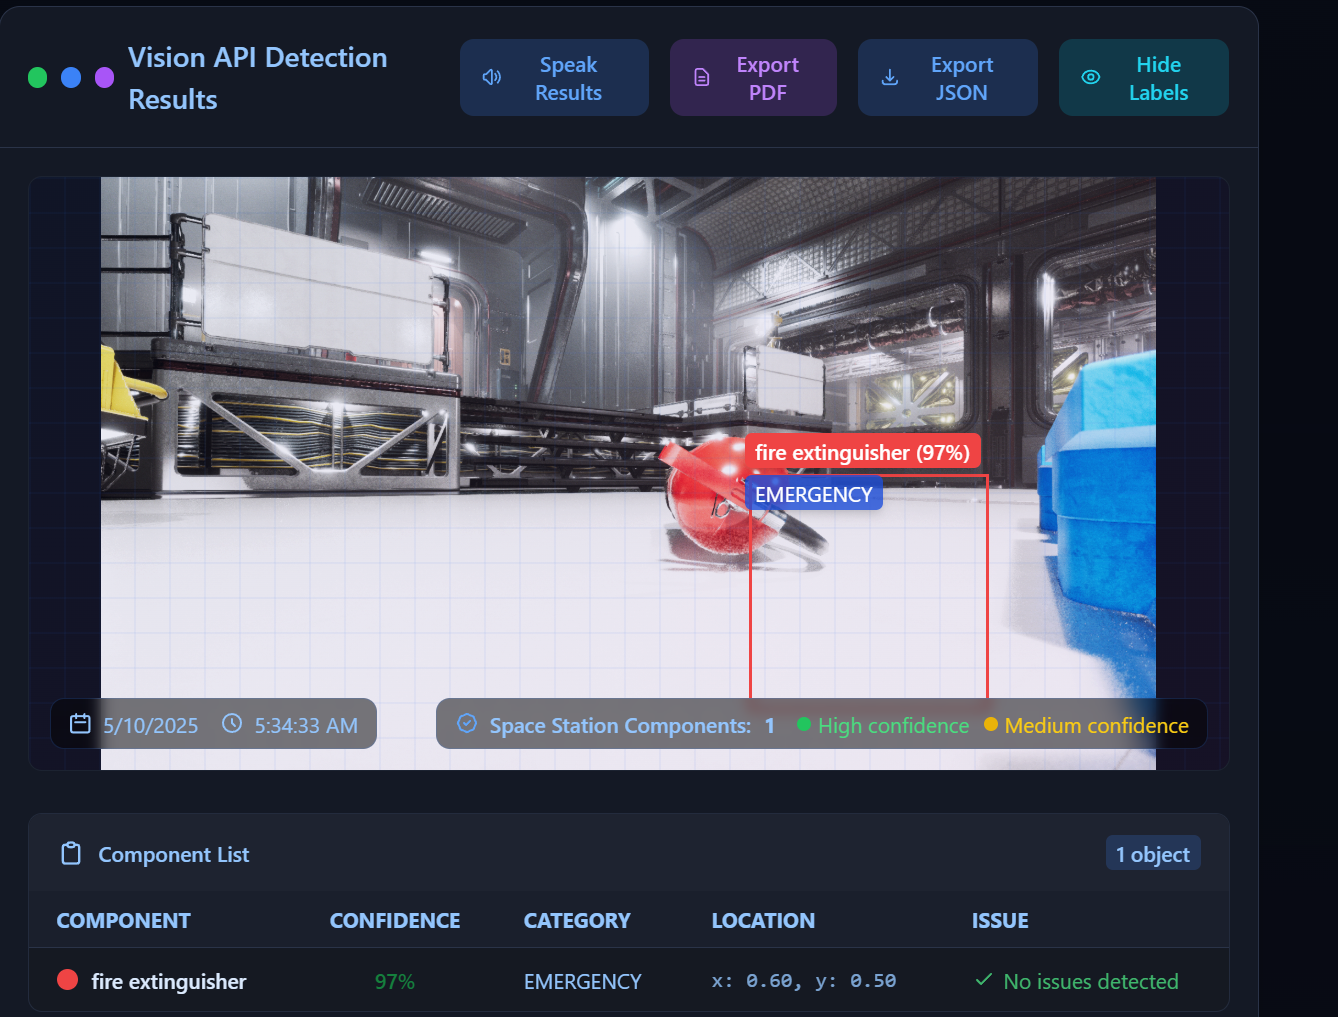 Vision API Detection
Results
Speak
Results
Export
PDF
Export
JSON
Hide
Labels
fire extinguisher (97%)
EMERGENCY
5/10/2025 5:34:33 AM
Space Station Components: 1 High confidence Medium confidence
Component List
1 object
COMPONENT CONFIDENCE CATEGORY LOCATION ISSUE
fire extinguisher 97% EMERGENCY x: 0.60, y: 0.50 No issues detected